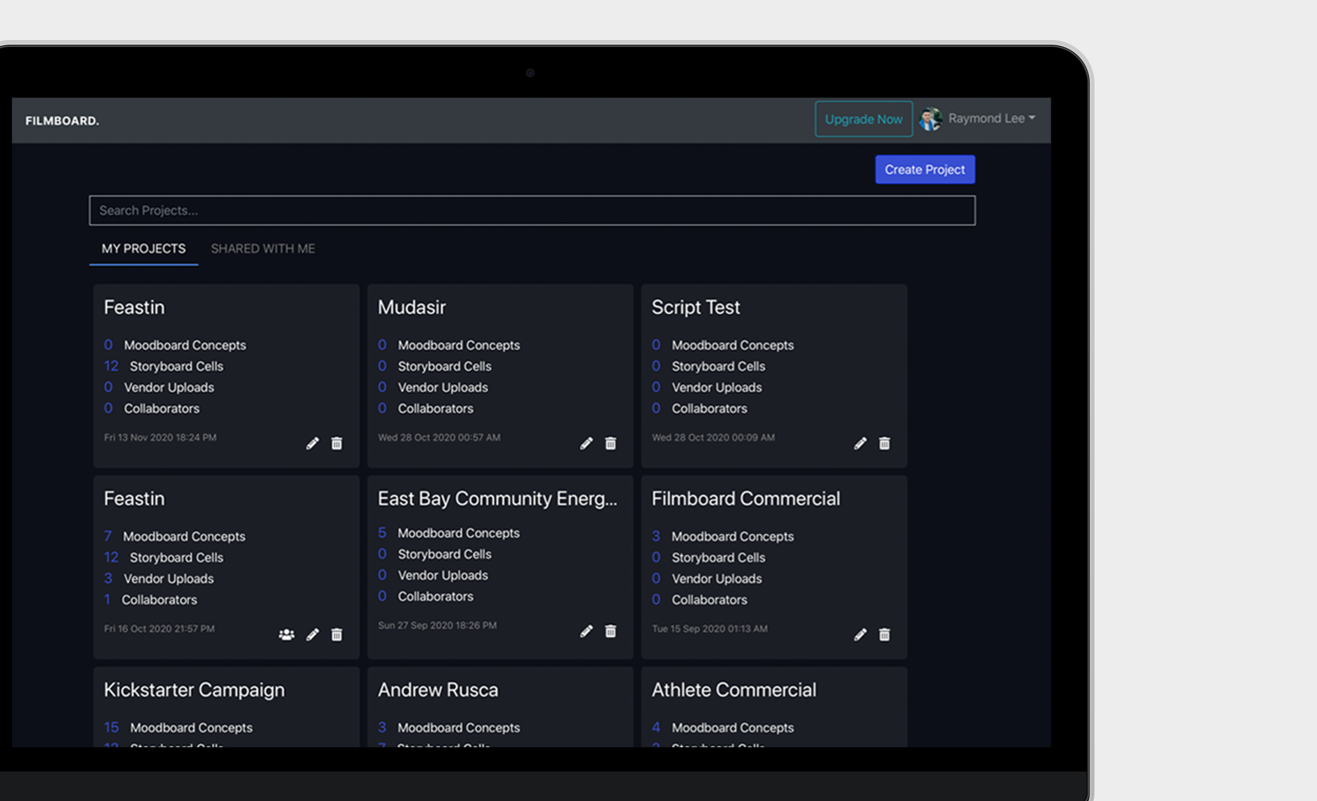 FILMBOARD.
Upgrade Now
Raymond Lee
Create Project
Search Projects...
MY PROJECTS
SHARED WITH ME
Feastin
0 Moodboard Concepts
12 Storyboard Cells
0 Vendor Uploads
0 Collaborators
Fri 13 Nov 2020 18:24 PM
Mudasir
0 Moodboard Concepts
0 Storyboard Cells
0 Vendor Uploads
0 Collaborators
Wed 28 Oct 2020 00:57 AM
Script Test
0 Moodboard Concepts
0 Storyboard Cells
0 Vendor Uploads
0 Collaborators
Wed 28 Oct 2020 00:09 AM
Feastin
7 Moodboard Concepts
12 Storyboard Cells
3 Vendor Uploads
1 Collaborators
Fri 16 Oct 2020 21:57 PM
East Bay Community Energ...
5 Moodboard Concepts
0 Storyboard Cells
0 Vendor Uploads
0 Collaborators
Sun 27 Sep 2020 18:26 PM
Filmboard Commercial
3 Moodboard Concepts
0 Storyboard Cells
0 Vendor Uploads
0 Collaborators
Tue 15 Sep 2020 01:13 AM
Kickstarter Campaign
15 Moodboard Concepts
Storyboard Cells
Andrew Rusca
3 Moodboard Concepts
Storyboard Cells
Athlete Commercial
4 Moodboard Concepts
Storyboard Cells